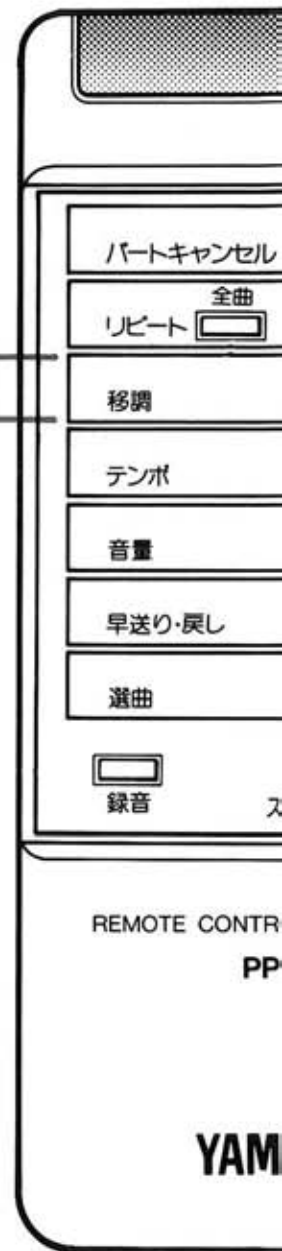 パートキャンセル
全曲
リピート
移調
テンポ
音量
早送り・戻し
選曲
録音
ス
REMOTE CONTR
PP
YAM